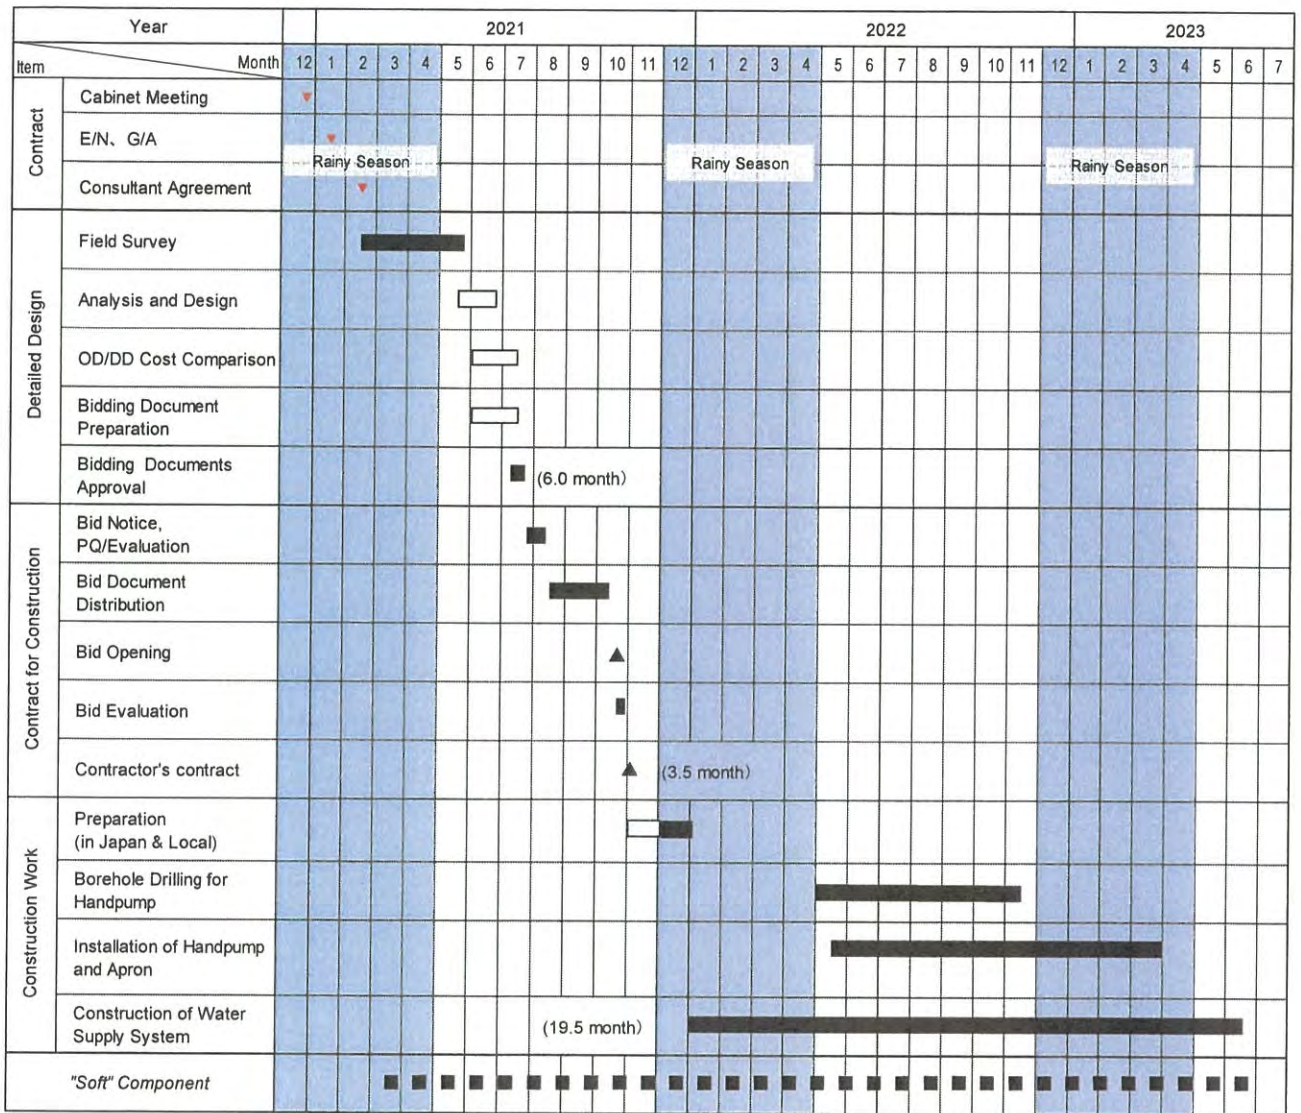 Year 2021 2022 2023
Item Month 12 1 2 3 4 5 6 7 8 9 10 11 12 1 2 3 4 5 6 7 8 9 10 11 12 1 2 3 4 5 6 7
Contract
Cabinet Meeting
E/N、G/A
Rainy Season Rainy Season Rainy Season
Consultant Agreement
Detailed Design
Field Survey
Analysis and Design
OD/DD Cost Comparison
Bidding Document
Preparation
Bidding Documents
Approval
(6.0 month)
Contract for Construction
Bid Notice,
PQ/Evaluation
Bid Document
Distribution
Bid Opening
Bid Evaluation
Contractor's contract
(3.5 month)
Construction Work
Preparation
(in Japan & Local)
Borehole Drilling for
Handpump
Installation of Handpump
and Apron
Construction of Water
Supply System
(19.5 month)
"Soft" Component